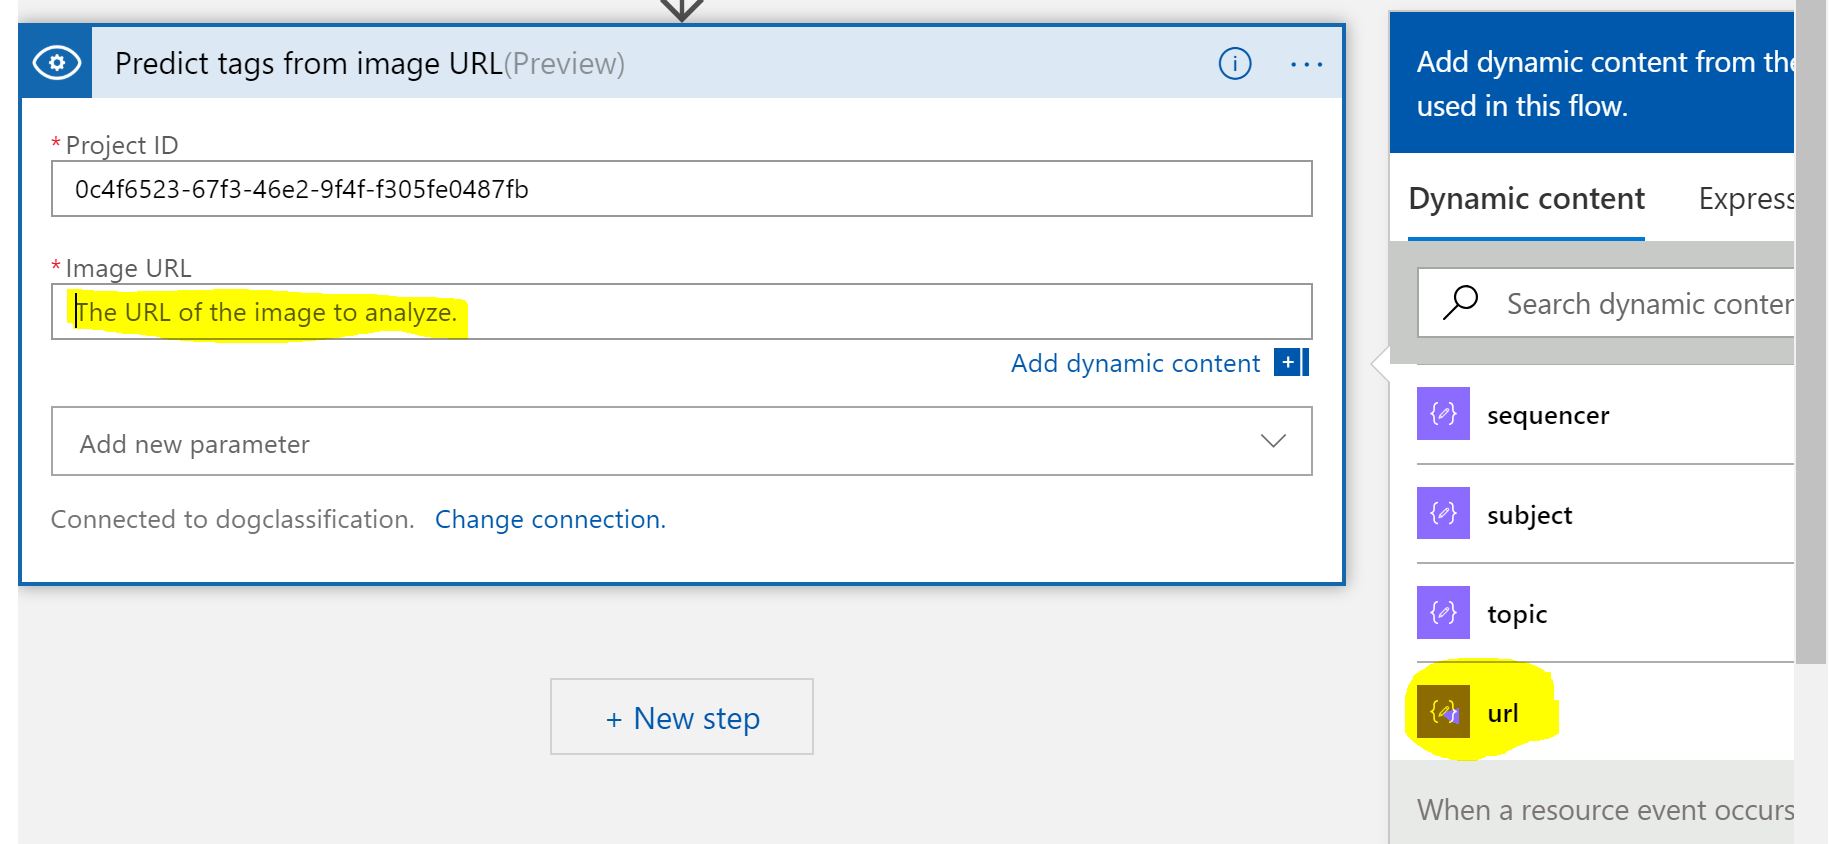 Predict tags from image URL(Preview)
* Project ID
0c4f6523-67f3-46e2-9f4f-f305fe0487fb
* Image URL
The URL of the image to analyze.
Add dynamic content
Add new parameter
Connected to dogclassification. Change connection.
+ New step
Add dynamic content from the
used in this flow.
Dynamic content Express
Search dynamic conten
sequencer
subject
topic
url
When a resource event occurs